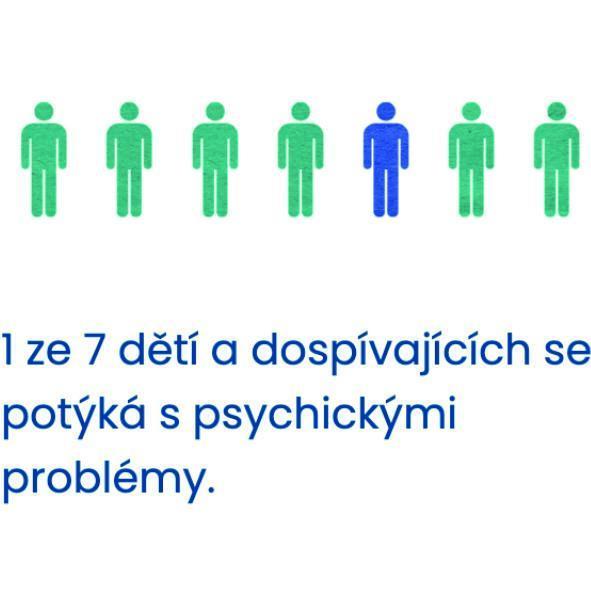 1 ze 7 dětí a dospívajících se
potýká s psychickými
problémy.